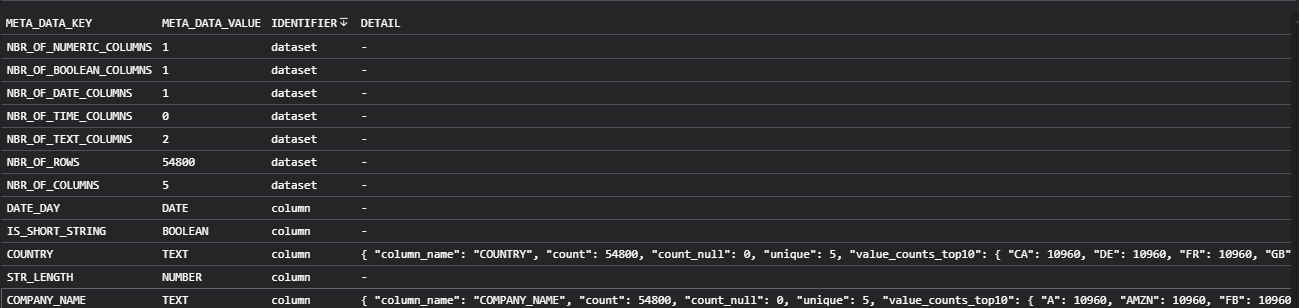 META_DATA_KEY META_DATA_VALUE IDENTIFIER DETAIL
NBR_OF_NUMERIC_COLUMNS 1 dataset -
NBR_OF_BOOLEAN_COLUMNS 1 dataset -
NBR_OF_DATE_COLUMNS 1 dataset -
NBR_OF_TIME_COLUMNS 0 dataset -
NBR_OF_TEXT_COLUMNS 2 dataset -
NBR_OF_ROWS 54800 dataset -
NBR_OF_COLUMNS 5 dataset -
DATE_DAY DATE column -
IS_SHORT_STRING BOOLEAN column -
COUNTRY TEXT column { "column_name": "COUNTRY", "count": 54800, "count_null": 0, "unique": 5, "value_counts_top10": { "CA": 10960, "DE": 10960, "FR": 10960, "GB"
STR_LENGTH NUMBER column -
COMPANY_NAME TEXT column { "column_name": "COMPANY_NAME", "count": 54800, "count_null": 0, "unique": 5, "value_counts_top10": { "A": 10960, "AMZN": 10960, "FB": 10960